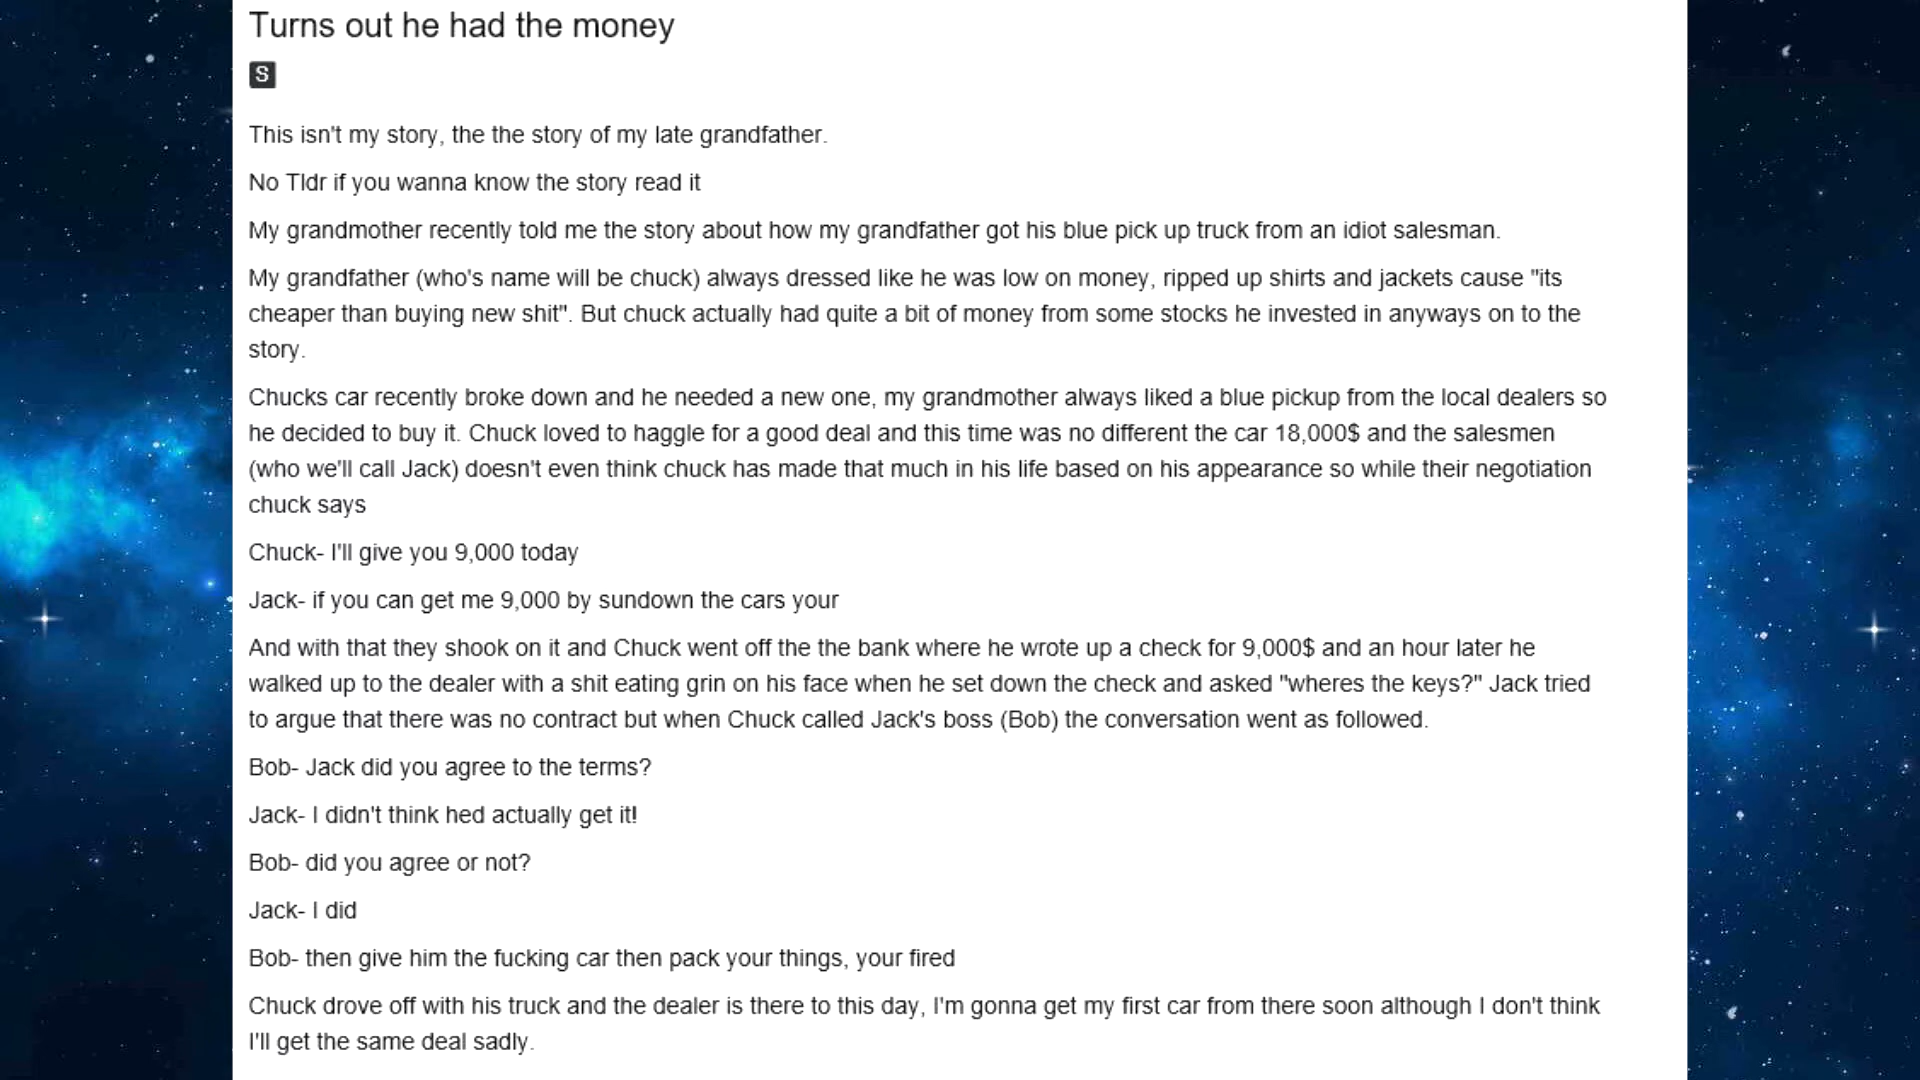 Turns out he had the money
S
This isn't my story, the the story of my late grandfather.
No Tldr if you wanna know the story read it
My grandmother recently told me the story about how my grandfather got his blue pick up truck from an idiot salesman.
My grandfather (who's name will be chuck) always dressed like he was low on money, ripped up shirts and jackets cause "its
cheaper than buying new shit". But chuck actually had quite a bit of money from some stocks he invested in anyways on to the
story.
Chucks car recently broke down and he needed a new one, my grandmother always liked a blue pickup from the local dealers so
he decided to buy it. Chuck loved to haggle for a good deal and this time was no different the car 18,000$ and the salesmen
(who we'll call Jack) doesn't even think chuck has made that much in his life based on his appearance so while their negotiation
chuck says
Chuck- I'll give you 9,000 today
Jack- if you can get me 9,000 by sundown the cars your
And with that they shook on it and Chuck went off the the bank where he wrote up a check for 9,000$ and an hour later he
walked up to the dealer with a shit eating grin on his face when he set down the check and asked "wheres the keys?" Jack tried
to argue that there was no contract but when Chuck called Jack's boss (Bob) the conversation went as followed.
Bob- Jack did you agree to the terms?
Jack- I didn't think hed actually get it!
Bob- did you agree or not?
Jack- I did
Bob- then give him the fucking car then pack your things, your fired
Chuck drove off with his truck and the dealer is there to this day, I'm gonna get my first car from there soon although I don't think
I'll get the same deal sadly.